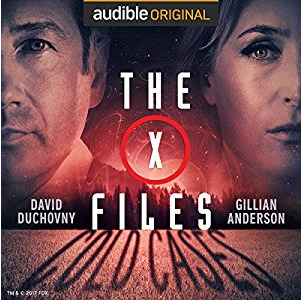 audible ORIGINAL
THE
X
FILES
DAVID
DUCHOVNY
GILLIAN
ANDERSON
COLD CASES
TM & © 2017 FOX